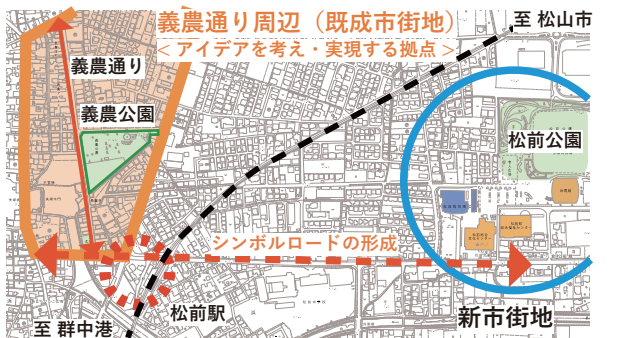 義農通り周辺（既成市街地）
＜アイデアを考え・実現する拠点＞
至 松山市
義農通り
義農公園
松前公園
シンボルロードの形成
松前駅
新市街地
至 群中港